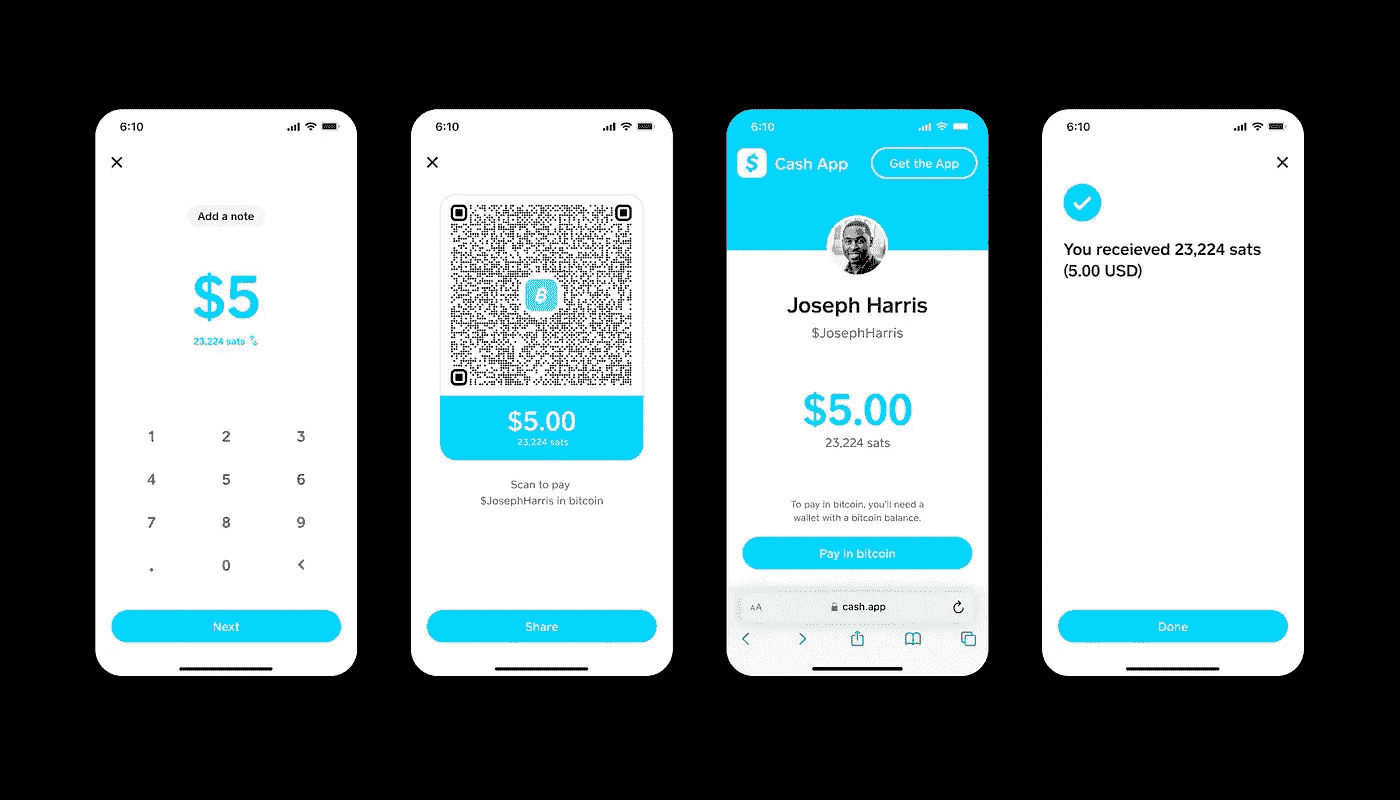 6:10
Add a note
$5
23,224 sats
1 2 3
4 5 6
7 8 9
. 0 <
Next
6:10
$5.00
23,224 sats
Scan to pay
$JosephHarris in bitcoin
Share
6:10
$ Cash App
Get the App
Joseph Harris
$JosephHarris
$5.00
23,224 sats
To pay in bitcoin, you'll need a
wallet with a bitcoin balance.
Pay in bitcoin
AA cash.app
6:10
You receieved 23,224 sats
(5.00 USD)
Done